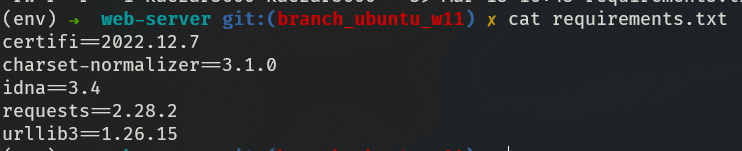 (env) → web-server git:(branch_ubuntu_w11) x cat requirements.txt
certifi==2022.12.7
charset-normalizer==3.1.0
idna==3.4
requests==2.28.2
urllib3==1.26.15